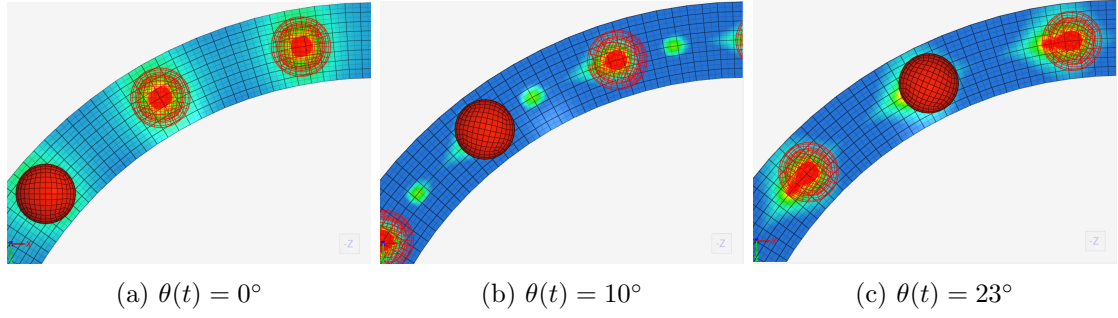 -Z
-Z
-Z
X
X
X
(a) θ(t) = 0°
(b) θ(t) = 10°
(c) θ(t) = 23°